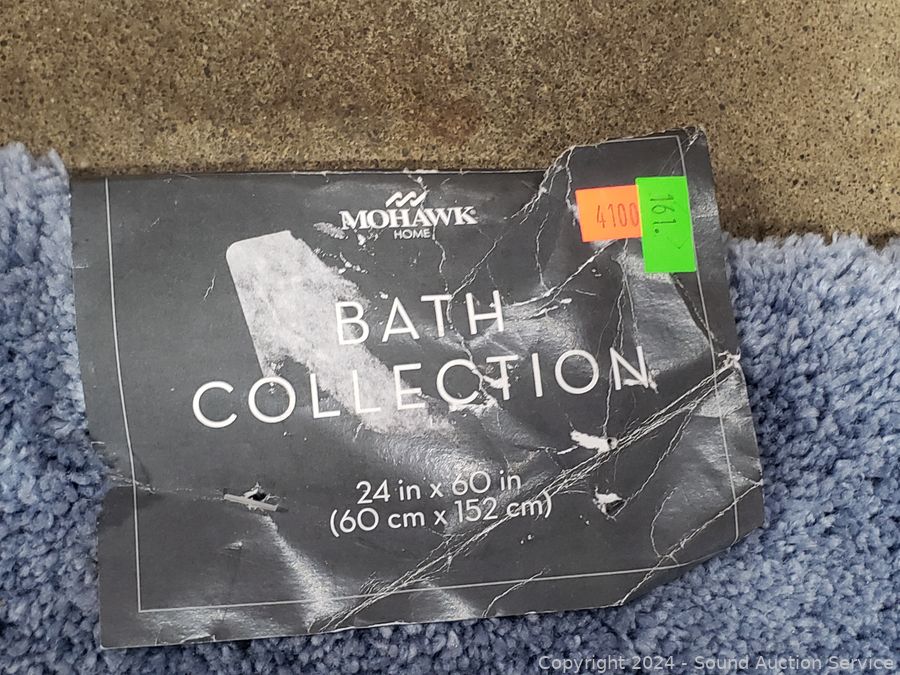 MOHAWK
HOME
4100
161.
BATH
COLLECTION
24 in x 60 in
(60 cm x 152 cm)
Copyright 2024 - Sound Auction Service